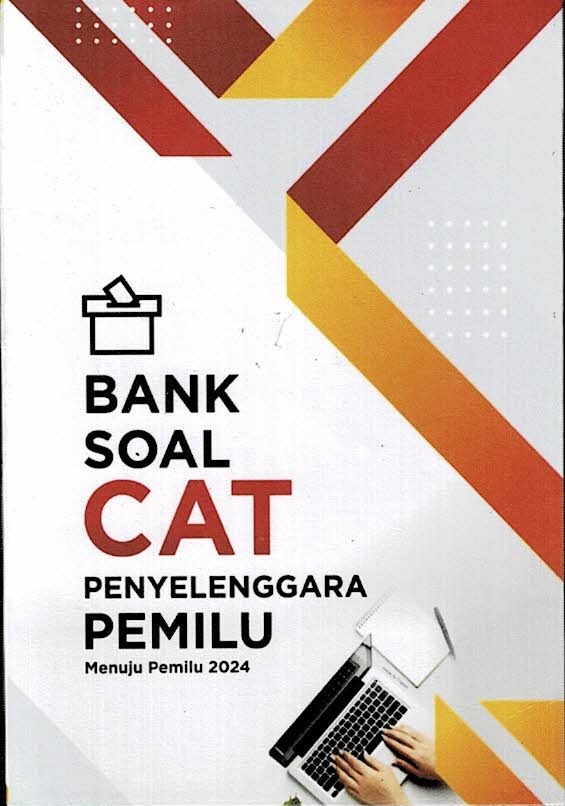 BANK
SOAL
CAT
PENYELENGGARA
PEMILU
Menuju Pemilu 2024